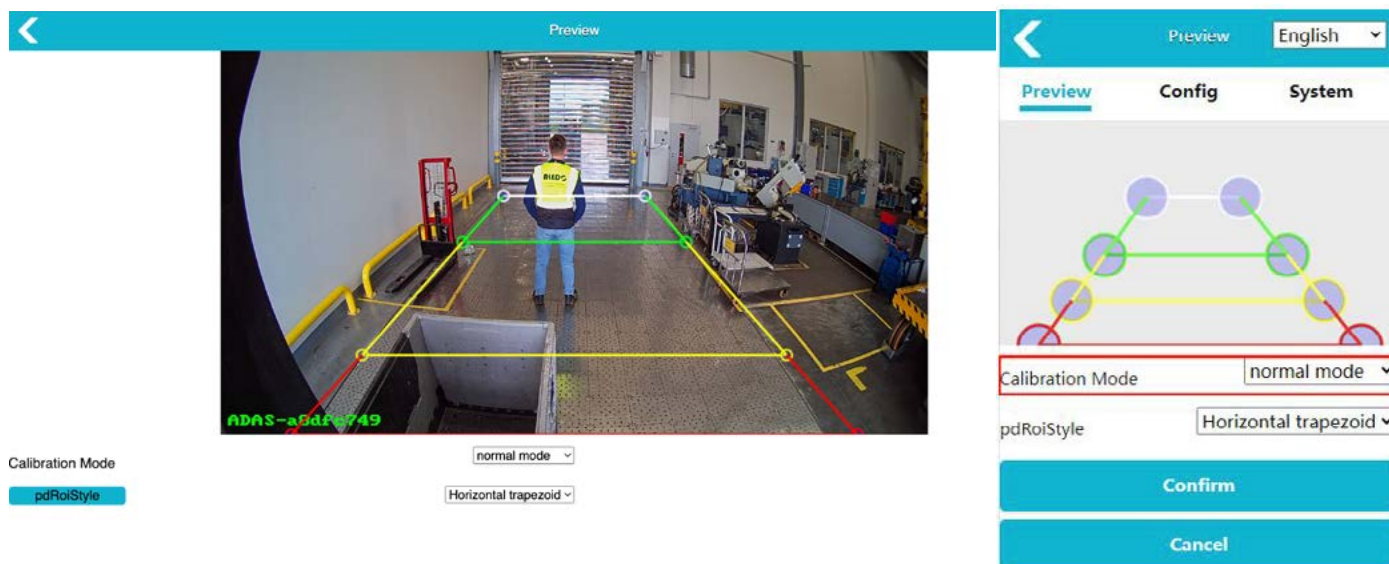 Preview
ADAS-a8dfc749
Calibration Mode
normal mode
pdRoiStyle
Horizontal trapezoid
Preview
English
Preview
Config
System
Calibration Mode
normal mode
pdRoiStyle
Horizontal trapezoid
Confirm
Cancel